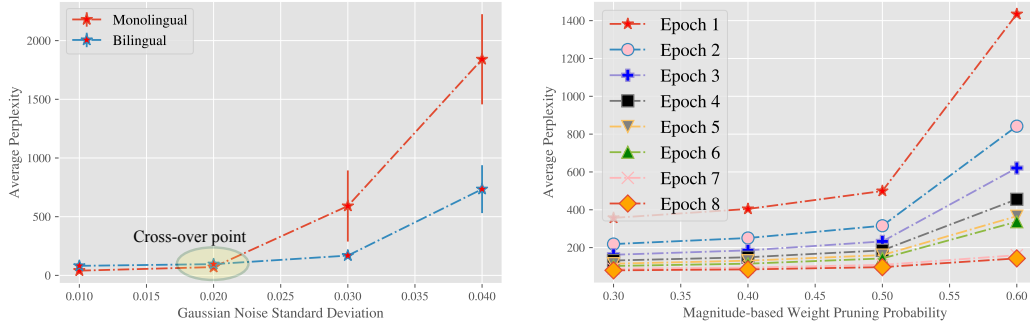 Monolingual
Bilingual
Cross-over point
2000
1500
1000
500
0
0.010
0.015
0.020
0.025
0.030
0.035
0.040
Average Perplexity
Gaussian Noise Standard Deviation
Epoch 1
Epoch 2
Epoch 3
Epoch 4
Epoch 5
Epoch 6
Epoch 7
Epoch 8
1400
1200
1000
800
600
400
200
0.30
0.35
0.40
0.45
0.50
0.55
0.60
Average Perplexity
Magnitude-based Weight Pruning Probability